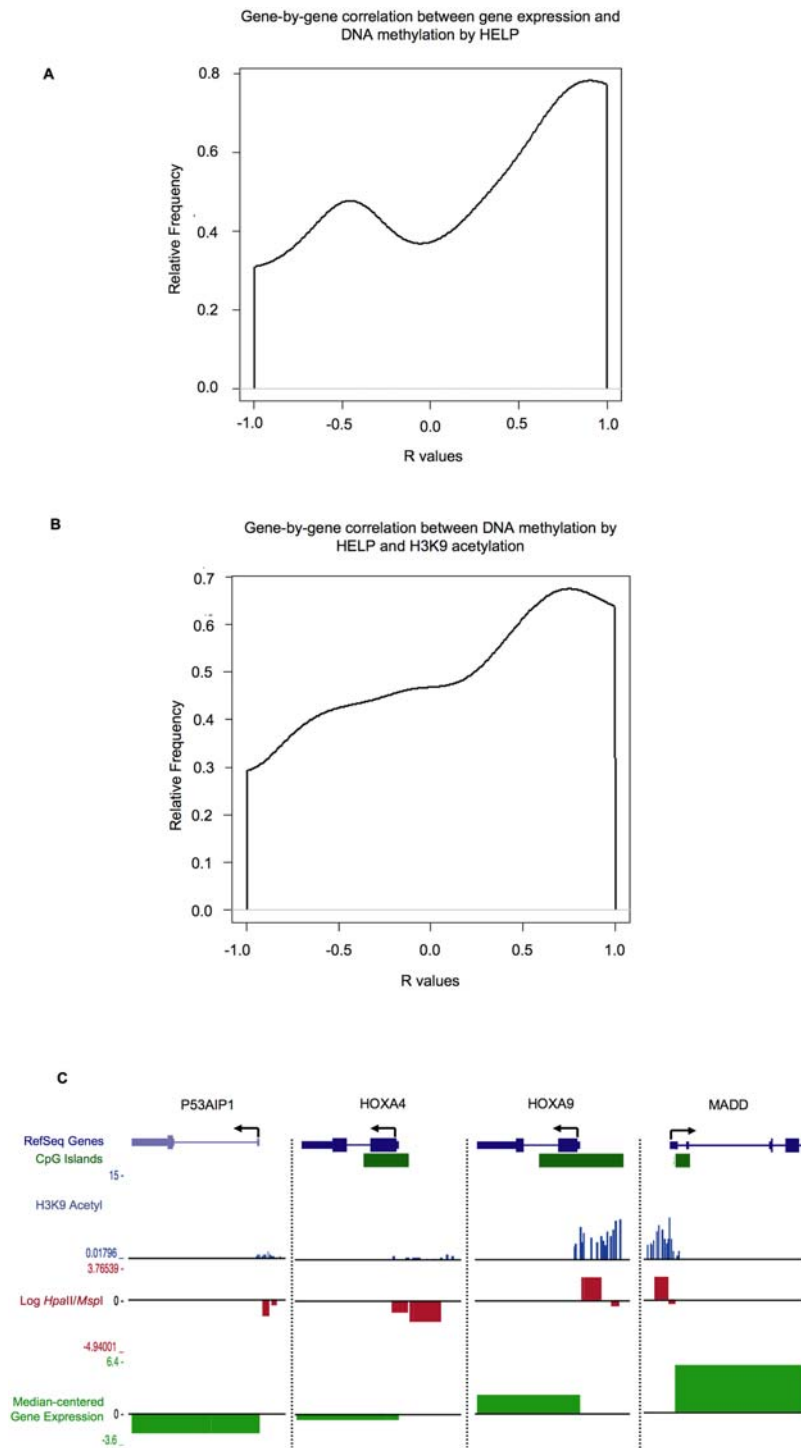 Gene-by-gene correlation between gene expression and
DNA methylation by HELP
A
0.8
0.6
0.4
0.2
0.0
Relative Frequency
-1.0
-0.5
0.0
0.5
1.0
R values
B
Gene-by-gene correlation between DNA methylation by
HELP and H3K9 acetylation
0.7
0.6
0.5
0.4
0.3
0.2
0.1
0.0
Relative Frequency
-1.0
-0.5
0.0
0.5
1.0
R values
C
P53AIP1
HOXA4
HOXA9
MADD
RefSeq Genes
CpG Islands
15 -
H3K9 Acetyl
0.01796 _
3.76539 -
Log HpaII/MspI
0 -
-4.94001 _
6.4 -
Median-centered
Gene Expression
0 -
-3.6 _